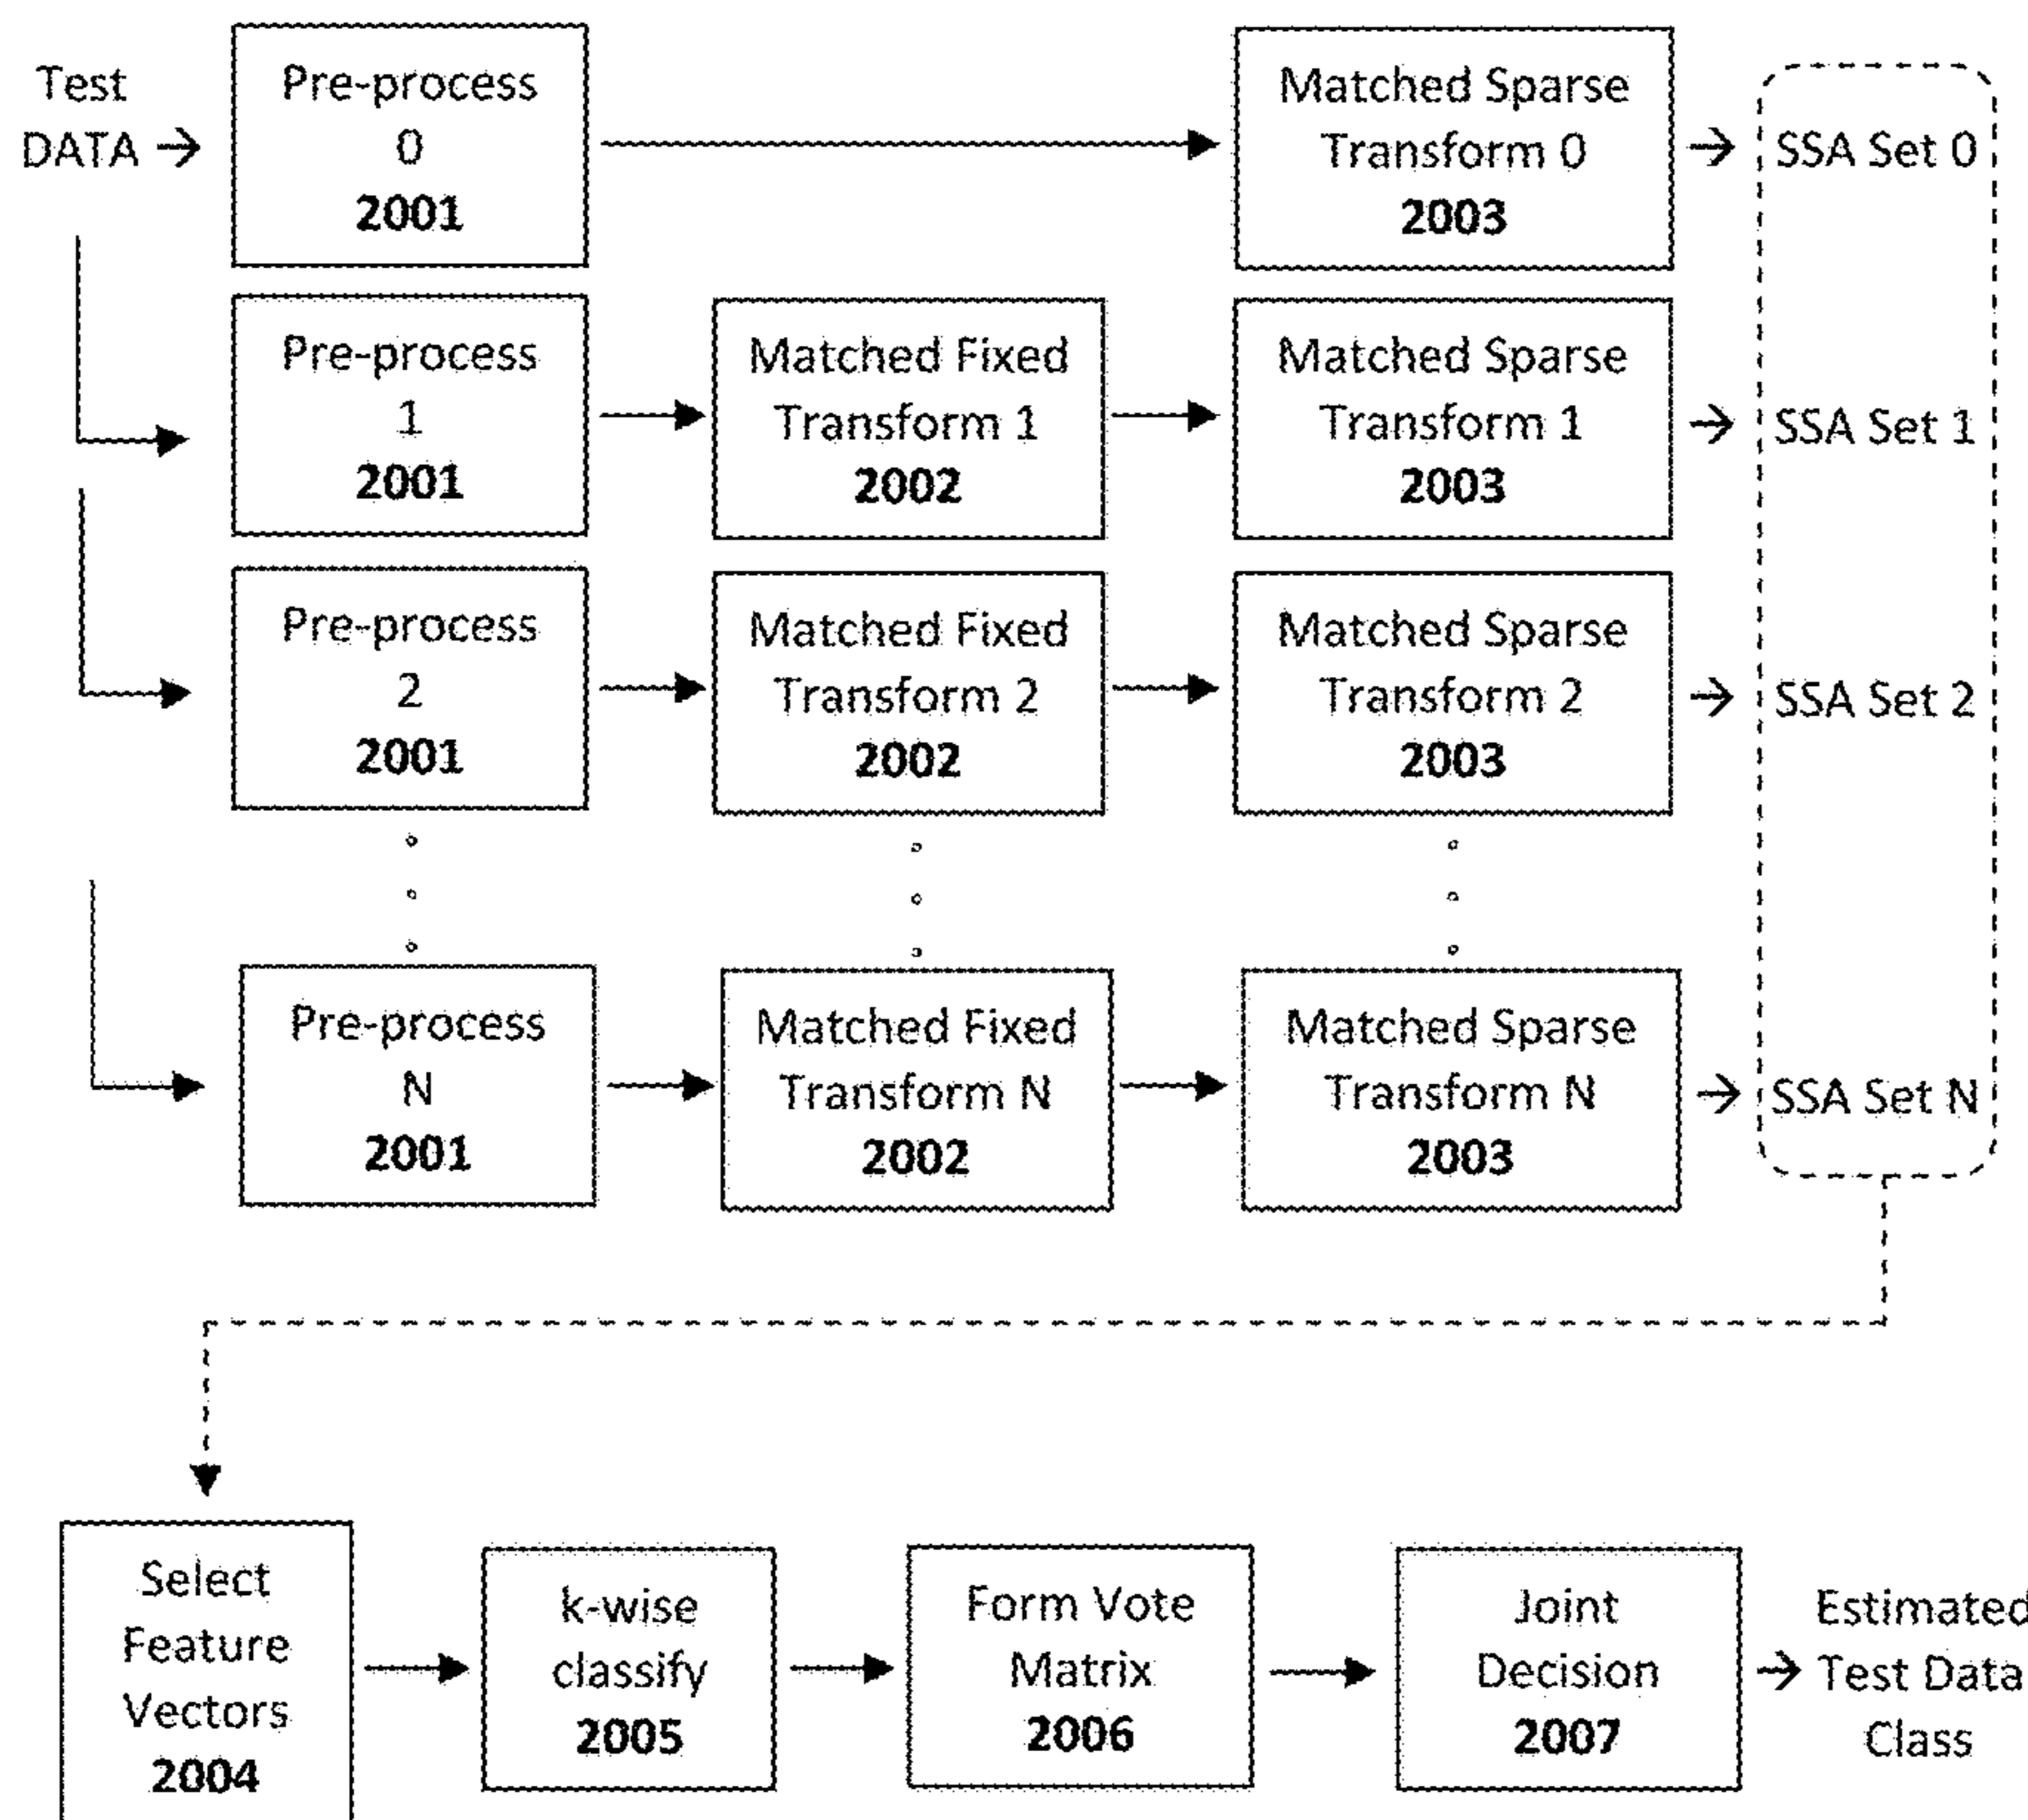 Test
DATA →
Pre-process
0
2001
Matched Sparse
Transform 0
2003
→ SSA Set 0
Pre-process
1
2001
Matched Fixed
Transform 1
2002
Matched Sparse
Transform 1
2003
→ SSA Set 1
Pre-process
2
2001
Matched Fixed
Transform 2
2002
Matched Sparse
Transform 2
2003
→ SSA Set 2
Pre-process
N
2001
Matched Fixed
Transform N
2002
Matched Sparse
Transform N
2003
→ SSA Set N
Select
Feature
Vectors
2004
k-wise
classify
2005
Form Vote
Matrix
2006
Joint
Decision
2007
Estimated
→ Test Data
Class